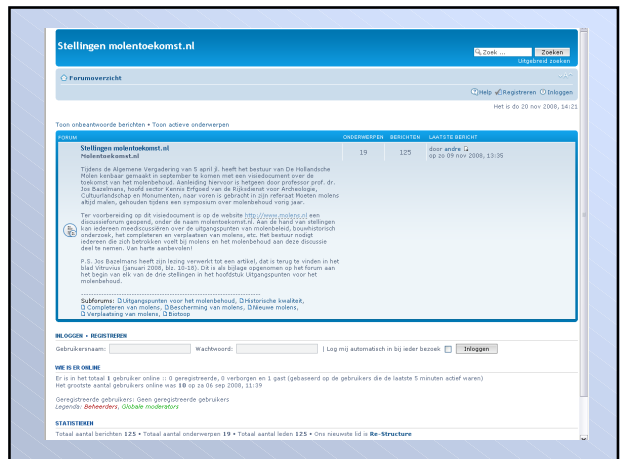 Stellingen molentoekomst.nl
Zoek ... Zoeken
Uitgebreid zoeken
Forumoverzicht
Help Registreren Inloggen
Het is do 20 nov 2008, 14:21
Toon onbeantwoorde berichten • Toon actieve onderwerpen
FORUM ONDERWERPEN BERICHTEN LAATSTE BERICHT
Stellingen molentoekomst.nl 19 125 door andre
Molentoekomst.nl op zo 09 nov 2008, 13:35
Tijdens de Algemene Vergadering van 5 april jl. heeft het bestuur van De Hollandsche
Molen kenbaar gemaakt in september te komen met een visiedocument over de
toekomst van het molenbehoud. Aanleiding hiervoor is hetgeen door professor prof. dr.
Jos Bazelmans, hoofd sector Kennis Erfgoed van de Rijksdienst voor Archeologie,
Cultuurlandschap en Monumenten, naar voren is gebracht in zijn referaat Moeten molens
altijd malen, gehouden tijdens een symposium over molenbehoud vorig jaar.
Ter voorbereiding op dit visiedocument is op de website http://www.molens.nl een
discussieforum geopend, onder de naam molentoekomst.nl. Aan de hand van stellingen
kan iedereen meediscussiëren over de uitgangspunten van molenbeleid, bouwhistorisch
onderzoek, het completeren en verplaatsen van molens, etc. Het bestuur nodigt
iedereen die zich betrokken voelt bij molens en het molenbehoud aan deze discussie
deel te nemen. Van harte aanbevolen!
P.S. Jos Bazelmans heeft zijn lezing verwerkt tot een artikel, dat is terug te vinden in het
blad Vitruvius (januari 2008, blz. 10-18). Dit is als bijlage opgenomen op het forum aan
het begin van elk van de drie stellingen in het hoofdstuk Uitgangspunten voor het
molenbehoud.
------------------------------------------------------------
Subforums: Uitgangspunten voor het molenbehoud, Historische kwaliteit,
Completeren van molens, Bescherming van molens, Nieuwe molens,
Verplaatsing van molens, Biotoop
INLOGGEN • REGISTREREN
Gebruikersnaam: Wachtwoord: | Log mij automatisch in bij ieder bezoek Inloggen
WIE IS ER ONLINE
Er is in het totaal 1 gebruiker online :: 0 geregistreerde, 0 verborgen en 1 gast (gebaseerd op de gebruikers die de laatste 5 minuten actief waren)
Het grootste aantal gebruikers online was 18 op za 06 sep 2008, 11:39
Geregistreerde gebruikers: Geen geregistreerde gebruikers
Legenda: Beheerders, Globale moderators
STATISTIEKEN
Totaal aantal berichten 125 • Totaal aantal onderwerpen 19 • Totaal aantal leden 125 • Ons nieuwste lid is Re-Structure